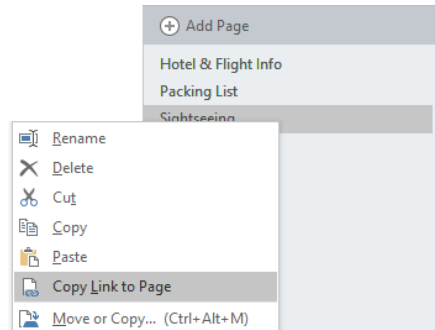 Add Page
Hotel & Flight Info
Packing List
Sightseeing
Rename
Delete
Cut
Copy
Paste
Copy Link to Page
Move or Copy... (Ctrl+Alt+M)